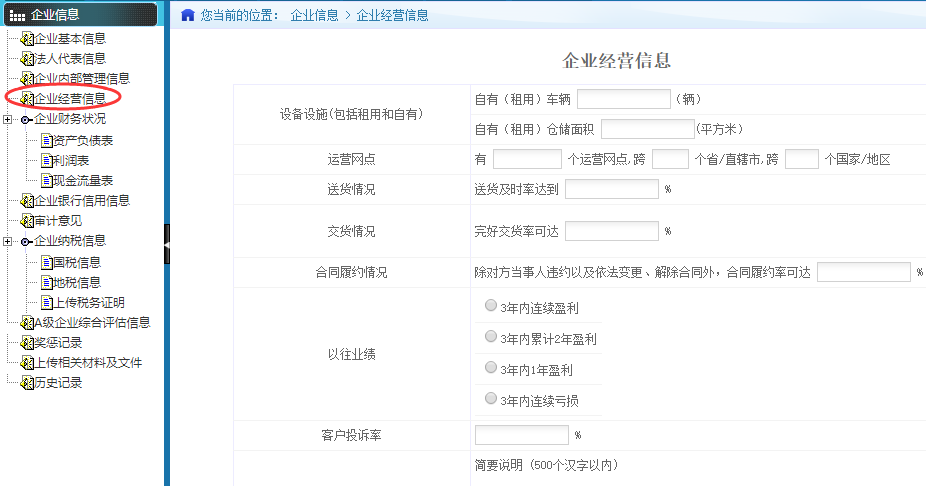 企业信息
企业基本信息
法人代表信息
企业内部管理信息
企业经营信息
企业财务状况
资产负债表
利润表
现金流量表
企业银行信用信息
审计意见
企业纳税信息
国税信息
地税信息
上传税务证明
A级企业综合评估信息
奖惩记录
上传相关材料及文件
历史记录
您当前的位置： 企业信息 > 企业经营信息
企业经营信息
设备设施(包括租用和自有)
自有（租用）车辆 （辆）
自有（租用）仓储面积 (平方米)
运营网点
有 个运营网点,跨 个省/直辖市,跨 个国家/地区
送货情况
送货及时率达到 %
交货情况
完好交货率可达 %
合同履约情况
除对方当事人违约以及依法变更、解除合同外，合同履约率可达 %
以往业绩
3年内连续盈利
3年内累计2年盈利
3年内1年盈利
3年内连续亏损
客户投诉率
%
简要说明（500个汉字以内）